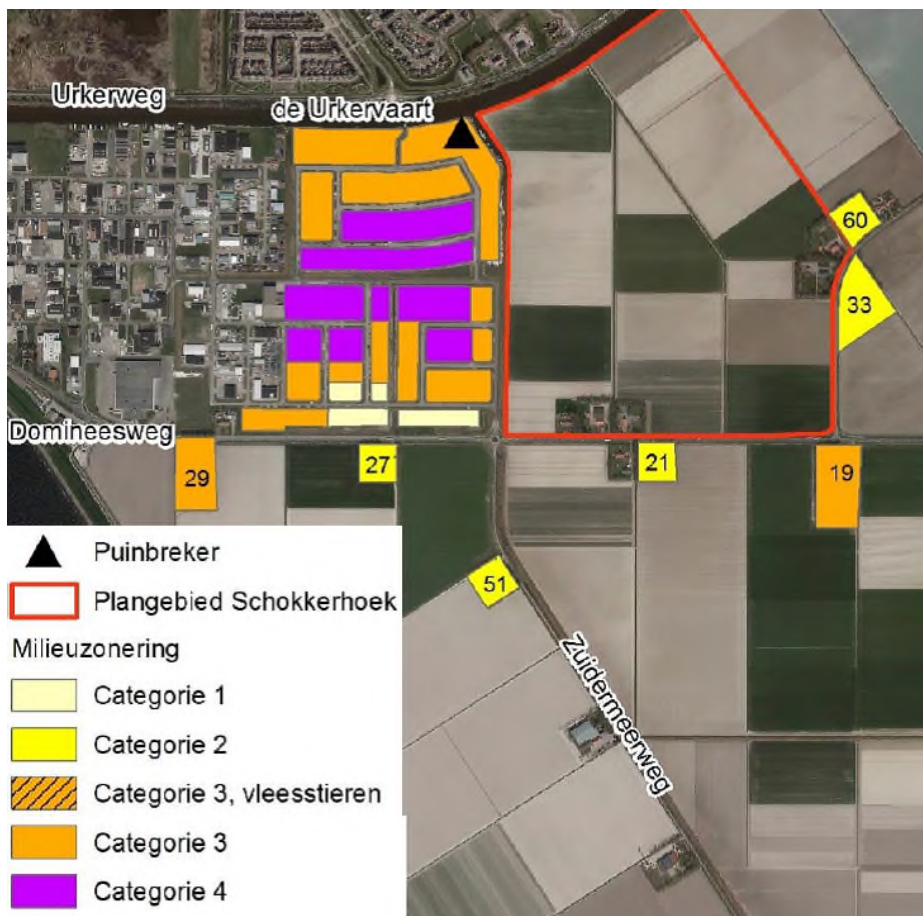 Urkerweg
de Urkervaart
60
33
Domineesweg
29
27
21
19
51
Zuidermeerweg
Puinbreker
Plangebied Schokkerhoek
Milieuzonering
Categorie 1
Categorie 2
Categorie 3, vleesstieren
Categorie 3
Categorie 4